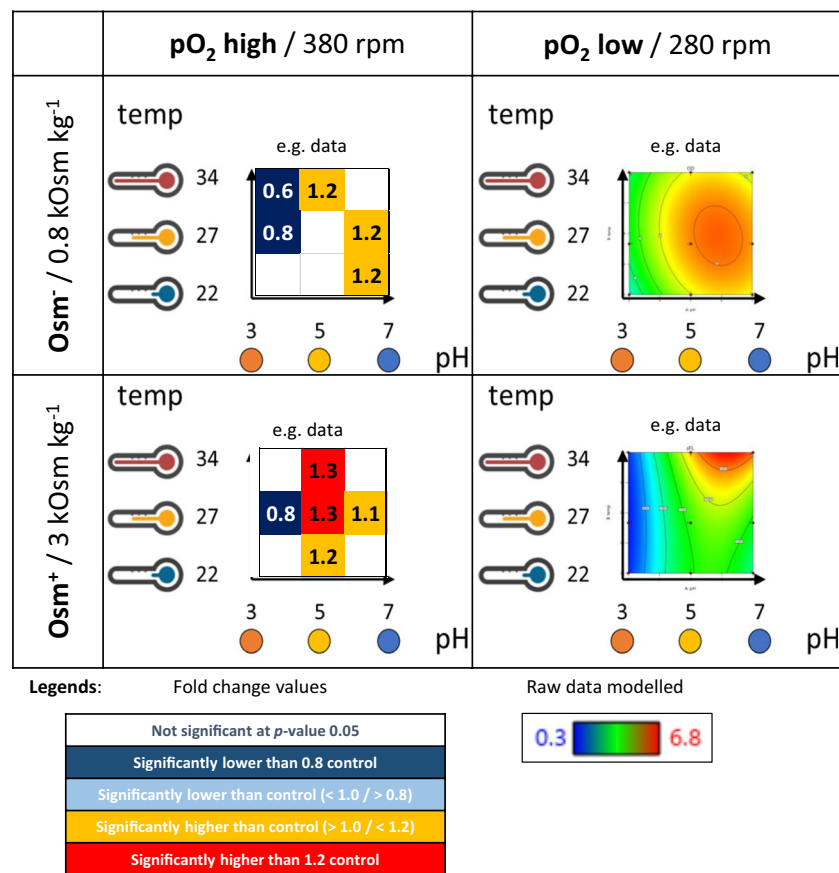 pO₂ high / 380 rpm
pO₂ low / 280 rpm
Osm⁻ / 0.8 kOsm kg⁻¹
temp
e.g. data
34
27
22
0.6 1.2
0.8 1.2
1.2
3 5 7
pH
temp
e.g. data
34
27
22
3 5 7
pH
Osm⁺ / 3 kOsm kg⁻¹
temp
e.g. data
34
27
22
1.3
0.8 1.3 1.1
1.2
3 5 7
pH
temp
e.g. data
34
27
22
3 5 7
pH
Legends: Fold change values
Raw data modelled
Not significant at p-value 0.05
Significantly lower than 0.8 control
Significantly lower than control (< 1.0 / > 0.8)
Significantly higher than control (> 1.0 / < 1.2)
Significantly higher than 1.2 control
0.3 6.8